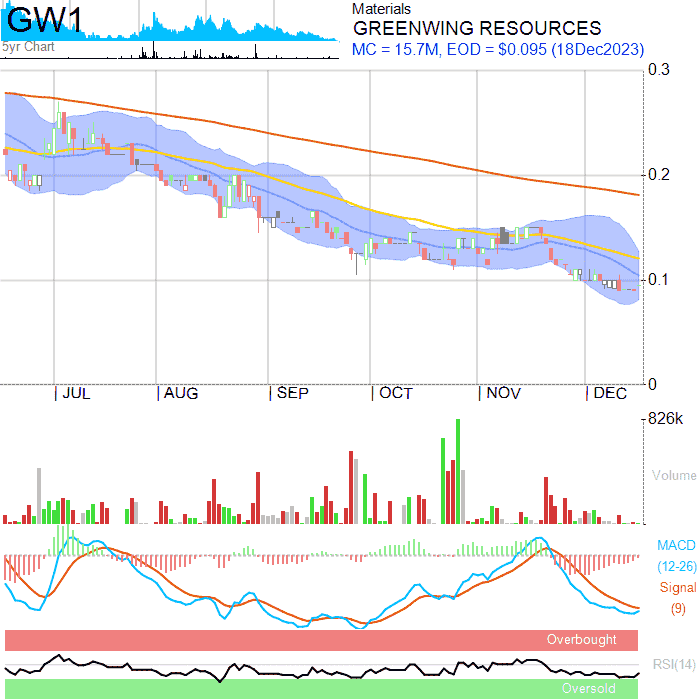 GW1
5yr Chart
Materials
GREENWING RESOURCES
MC = 15.7M, EOD = $0.095 (18Dec2023)
0.3
0.2
0.1
0
JUL AUG SEP OCT NOV DEC
826k
Volume
MACD
(12-26)
Signal
(9)
Overbought
RSI(14)
Oversold